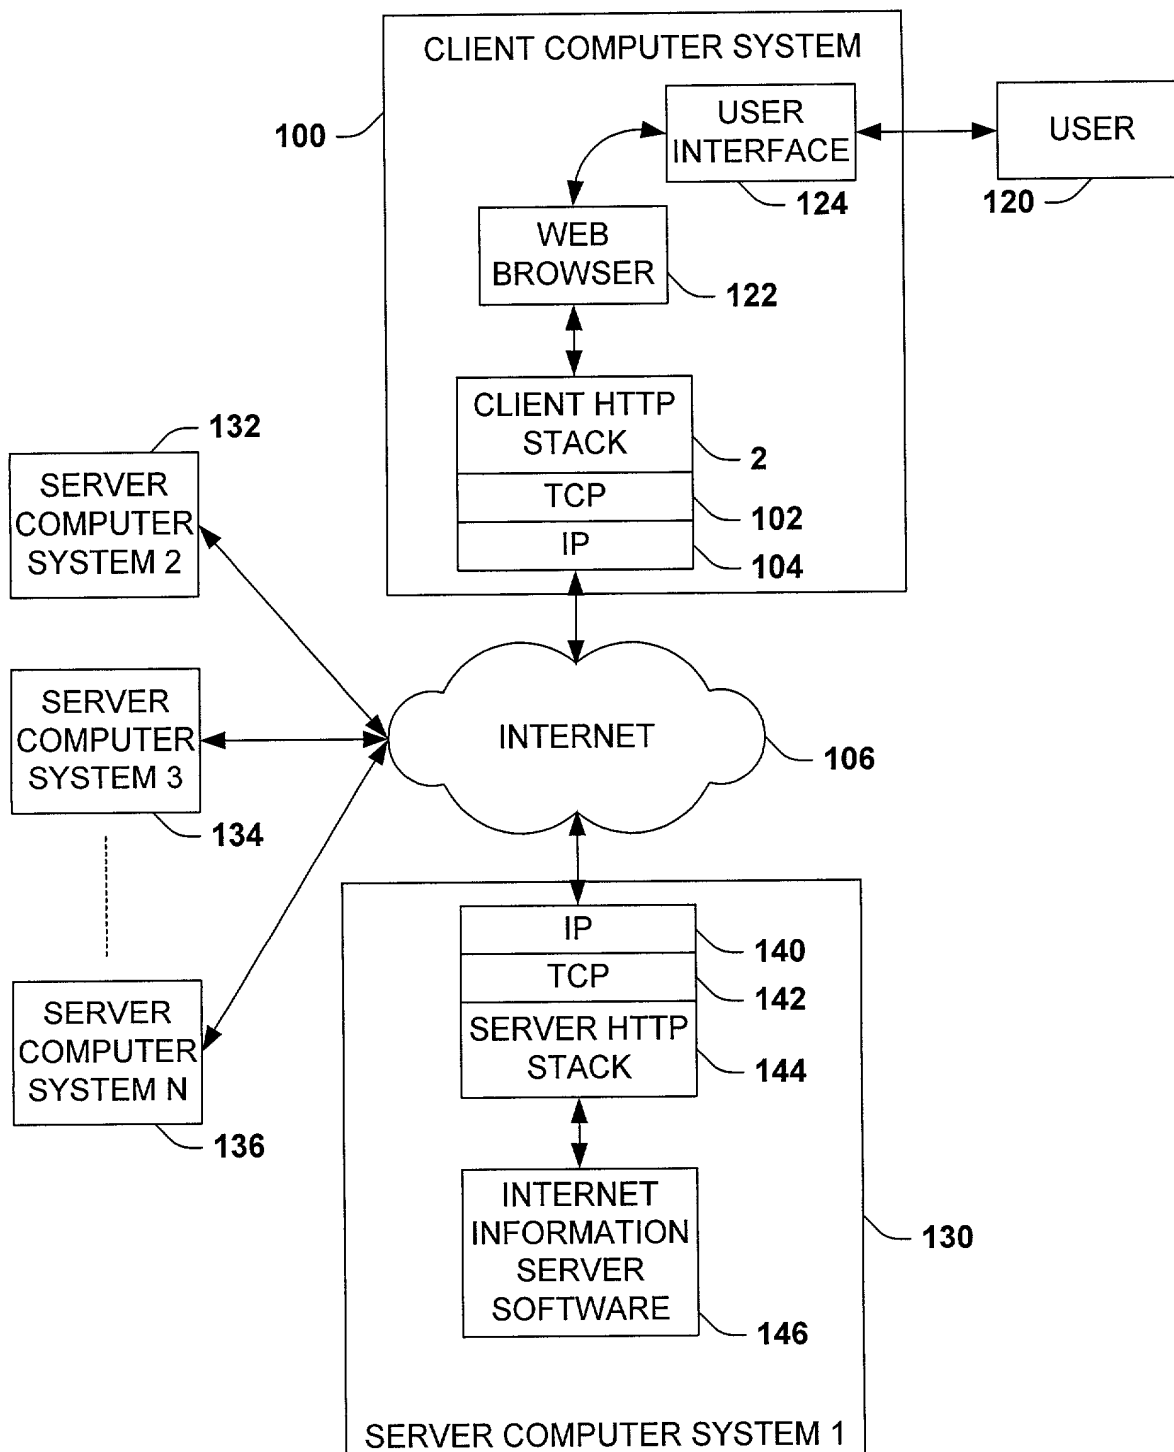 CLIENT COMPUTER SYSTEM
100
USER
INTERFACE
124
USER
120
WEB
BROWSER
122
CLIENT HTTP
STACK
2
TCP
102
IP
104
132
SERVER
COMPUTER
SYSTEM 2
SERVER
COMPUTER
SYSTEM 3
134
INTERNET
106
SERVER
COMPUTER
SYSTEM N
136
IP
140
TCP
142
SERVER HTTP
STACK
144
INTERNET
INFORMATION
SERVER
SOFTWARE
146
130
SERVER COMPUTER SYSTEM 1